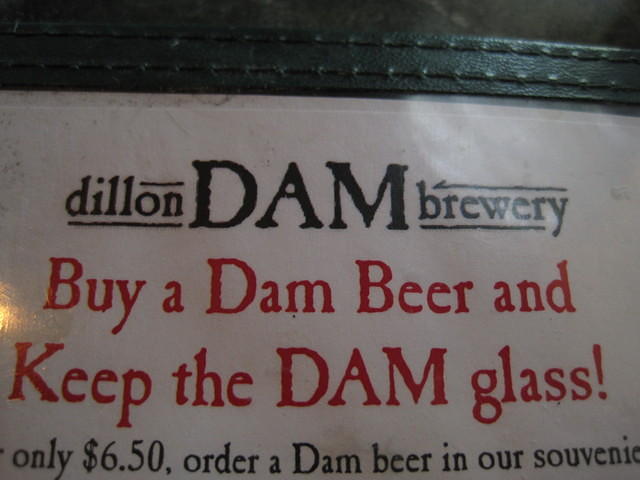 dillon DAM brewery
Buy a Dam Beer and
Keep the DAM glass!
only $6.50, order a Dam beer in our